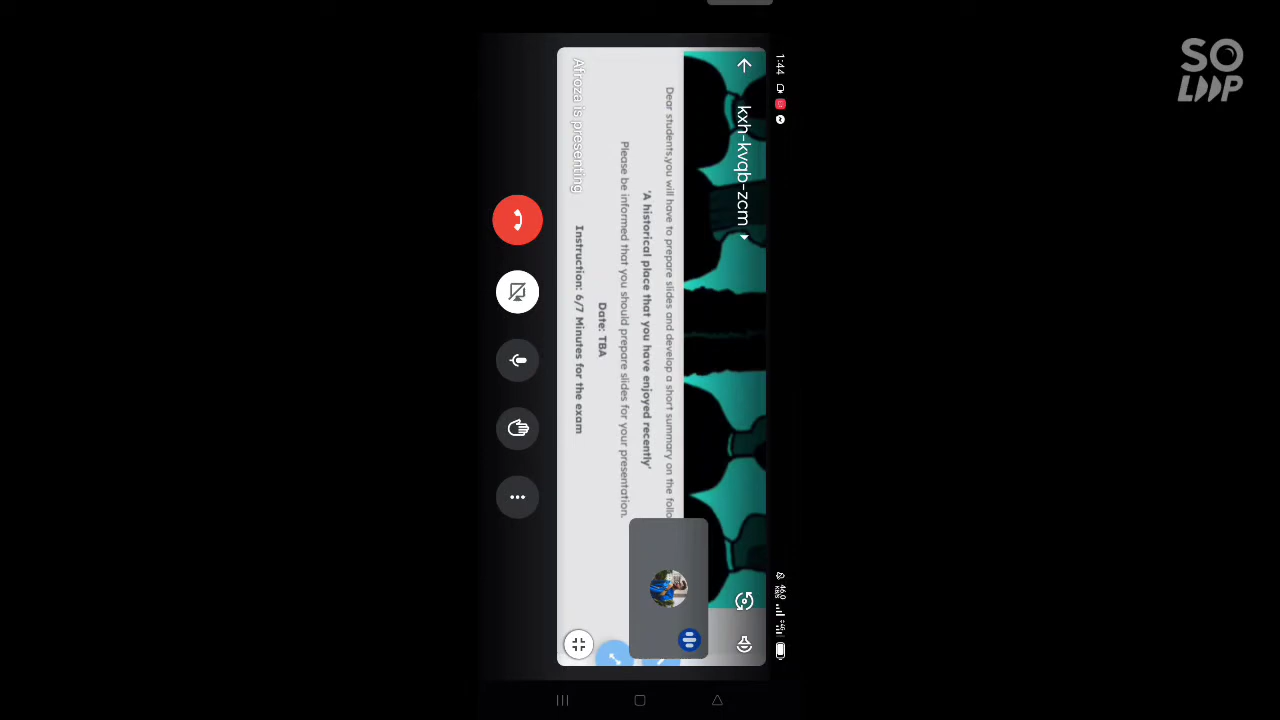 1:44
kxh-kvqb-zcm
Dear students,you will have to prepare slides and develop a short summary on the follo
'A historical place that you have enjoyed recently'
Please be informed that you should prepare slides for your presentation.
Date: TBA
Instruction: 6/7 Minutes for the exam
Afroza is presenting
SO
LOOP